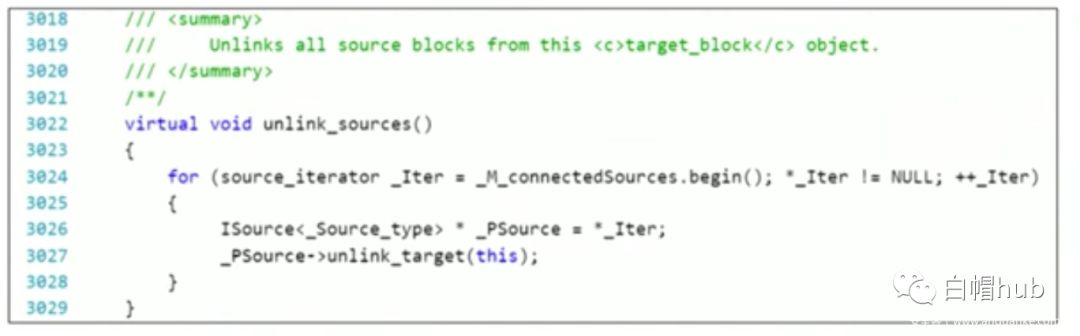 3018 /// <summary>
3019 /// Unlinks all source blocks from this <c>target_block</c> object.
3020 /// </summary>
3021 /**/
3022 virtual void unlink_sources()
3023 {
3024 for (source_iterator _Iter = _M_connectedSources.begin(); *_Iter != NULL; ++_Iter)
3025 {
3026 ISource<_Source_type> * _PSource = *_Iter;
3027 _PSource->unlink_target(this);
3028 }
3029 }
白帽hub